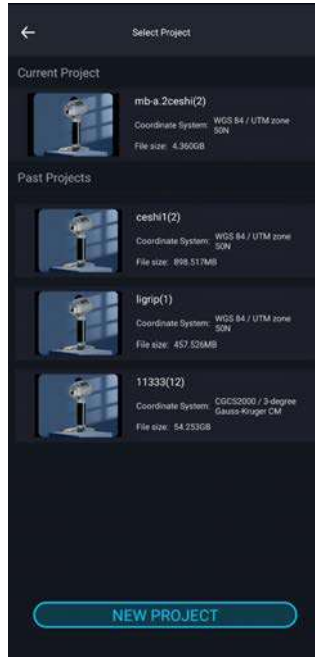 Select Project
Current Project
mb-a.2ceshi(2)
Coordinate System: WGS 84 / UTM zone
50N
File size: 4.360GB
Past Projects
ceshi1(2)
Coordinate System: WGS 84 / UTM zone
50N
File size: 898.517MB
ligrip(1)
Coordinate System: WGS 84 / UTM zone
50N
File size: 457.526MB
11333(12)
Coordinate System: CGCS2000 / 3-degree
Gauss-Kruger CM
File size: 54.253GB
NEW PROJECT